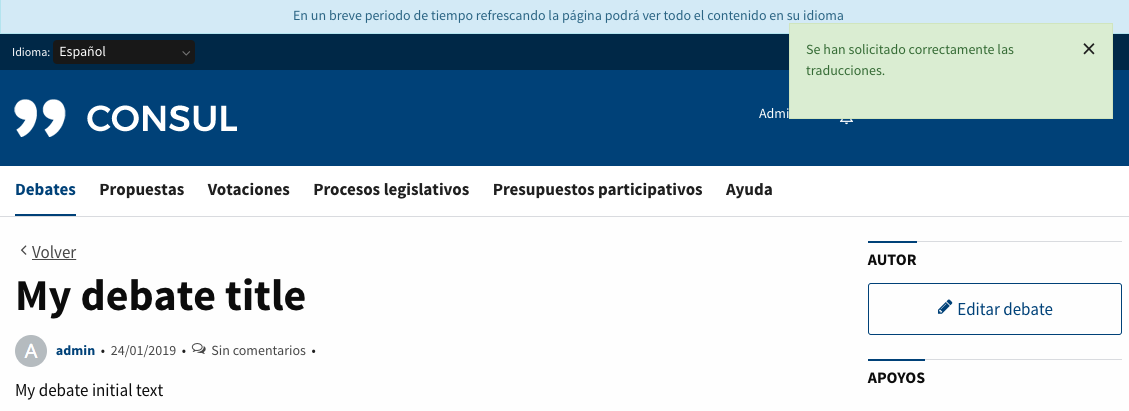 En un breve periodo de tiempo refrescando la página podrá ver todo el contenido en su idioma
Idioma: Español
Se han solicitado correctamente las
traducciones.
CONSUL
Debates Propuestas Votaciones Procesos legislativos Presupuestos participativos Ayuda
Volver
My debate title
A admin • 24/01/2019 • Sin comentarios •
My debate initial text
AUTOR
Editar debate
APOYOS